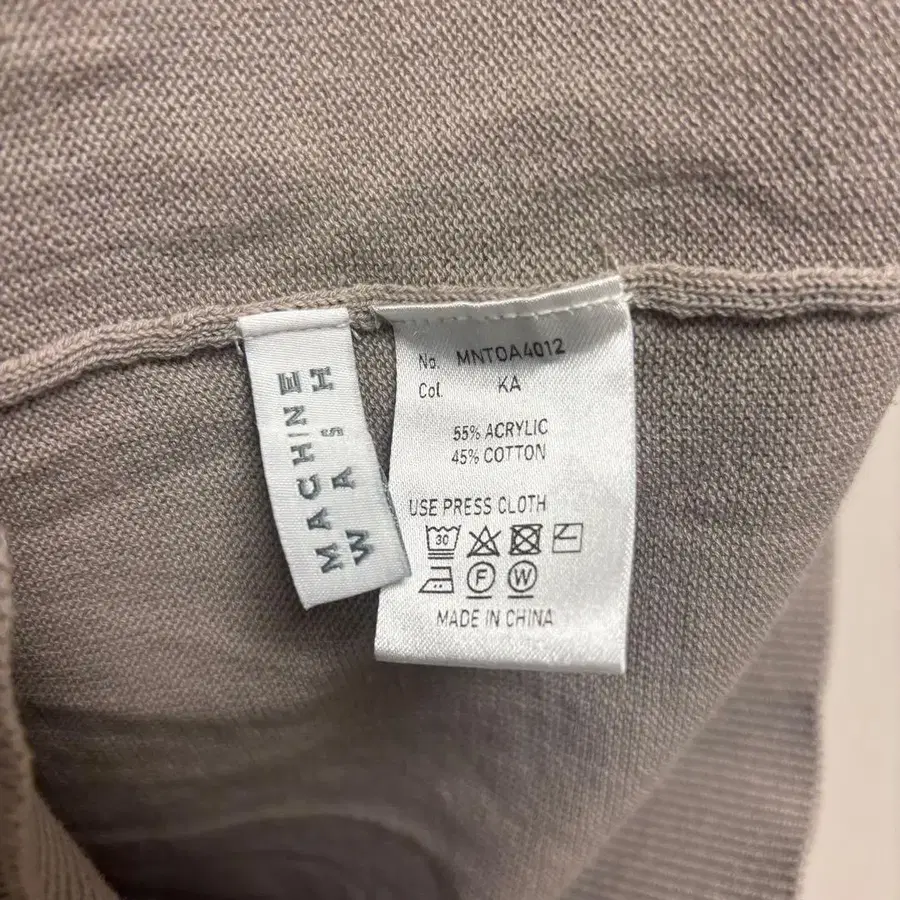 MACHINE
WASH
No. MNTOA4012
Col. KA
55% ACRYLIC
45% COTTON
USE PRESS CLOTH
30
F W
MADE IN CHINA